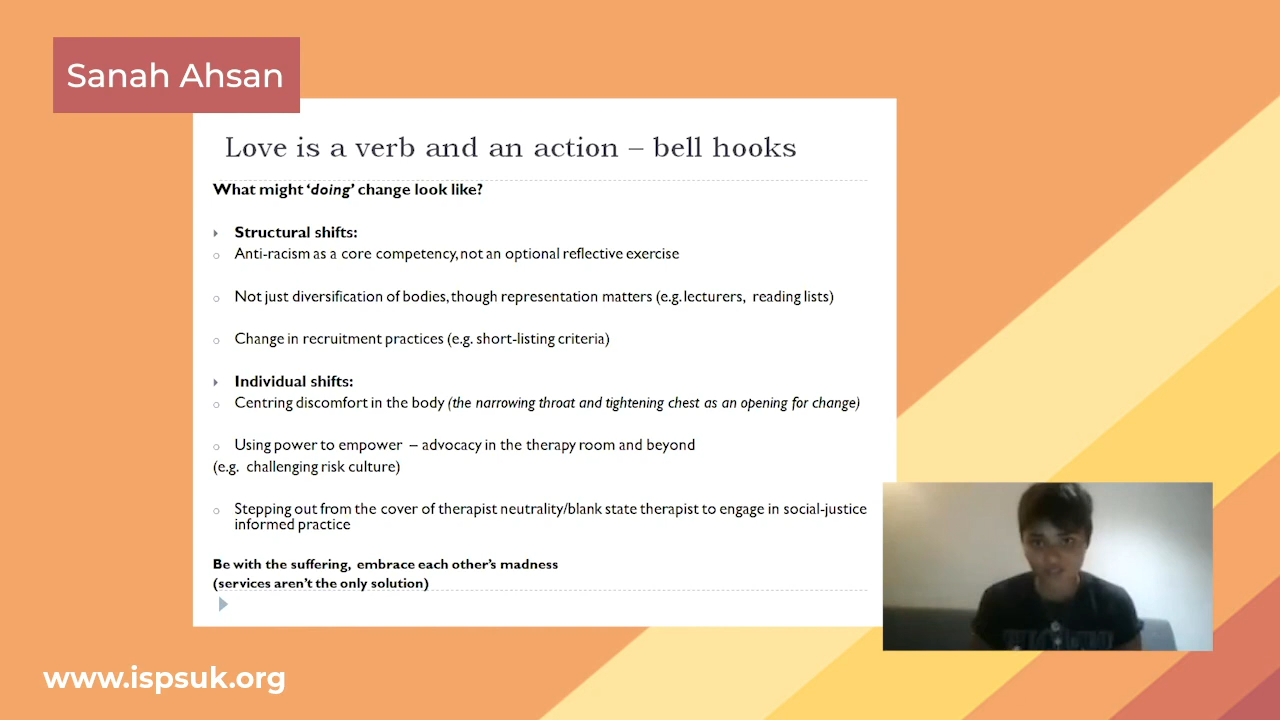 Sanah Ahsan
Love is a verb and an action – bell hooks
What might ‘doing’ change look like?
Structural shifts:
Anti-racism as a core competency, not an optional reflective exercise
Not just diversification of bodies, though representation matters (e.g. lecturers, reading lists)
Change in recruitment practices (e.g. short-listing criteria)
Individual shifts:
Centring discomfort in the body (the narrowing throat and tightening chest as an opening for change)
Using power to empower – advocacy in the therapy room and beyond
(e.g. challenging risk culture)
Stepping out from the cover of therapist neutrality/blank state therapist to engage in social-justice
informed practice
Be with the suffering, embrace each other’s madness
(services aren’t the only solution)
www.ispsuk.org